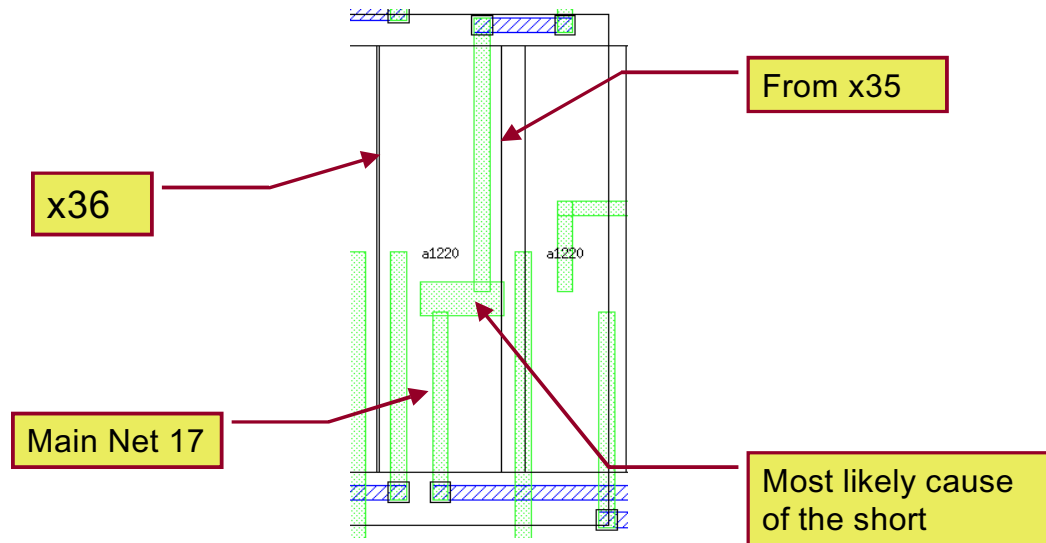 From x35
x36
a1220
a1220
Main Net 17
Most likely cause
of the short